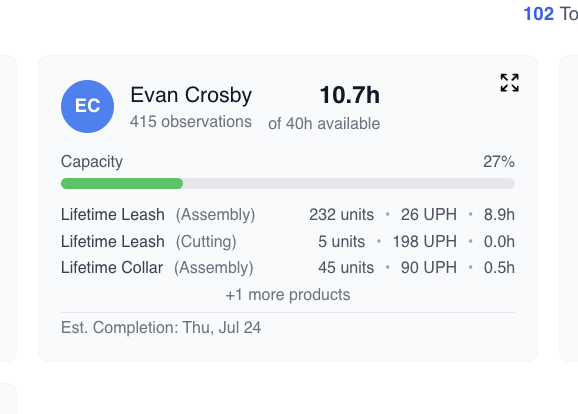 102 To
EC
Evan Crosby
10.7h
415 observations
of 40h available
Capacity 27%
Lifetime Leash (Assembly) 232 units • 26 UPH • 8.9h
Lifetime Leash (Cutting) 5 units • 198 UPH • 0.0h
Lifetime Collar (Assembly) 45 units • 90 UPH • 0.5h
+1 more products
Est. Completion: Thu, Jul 24